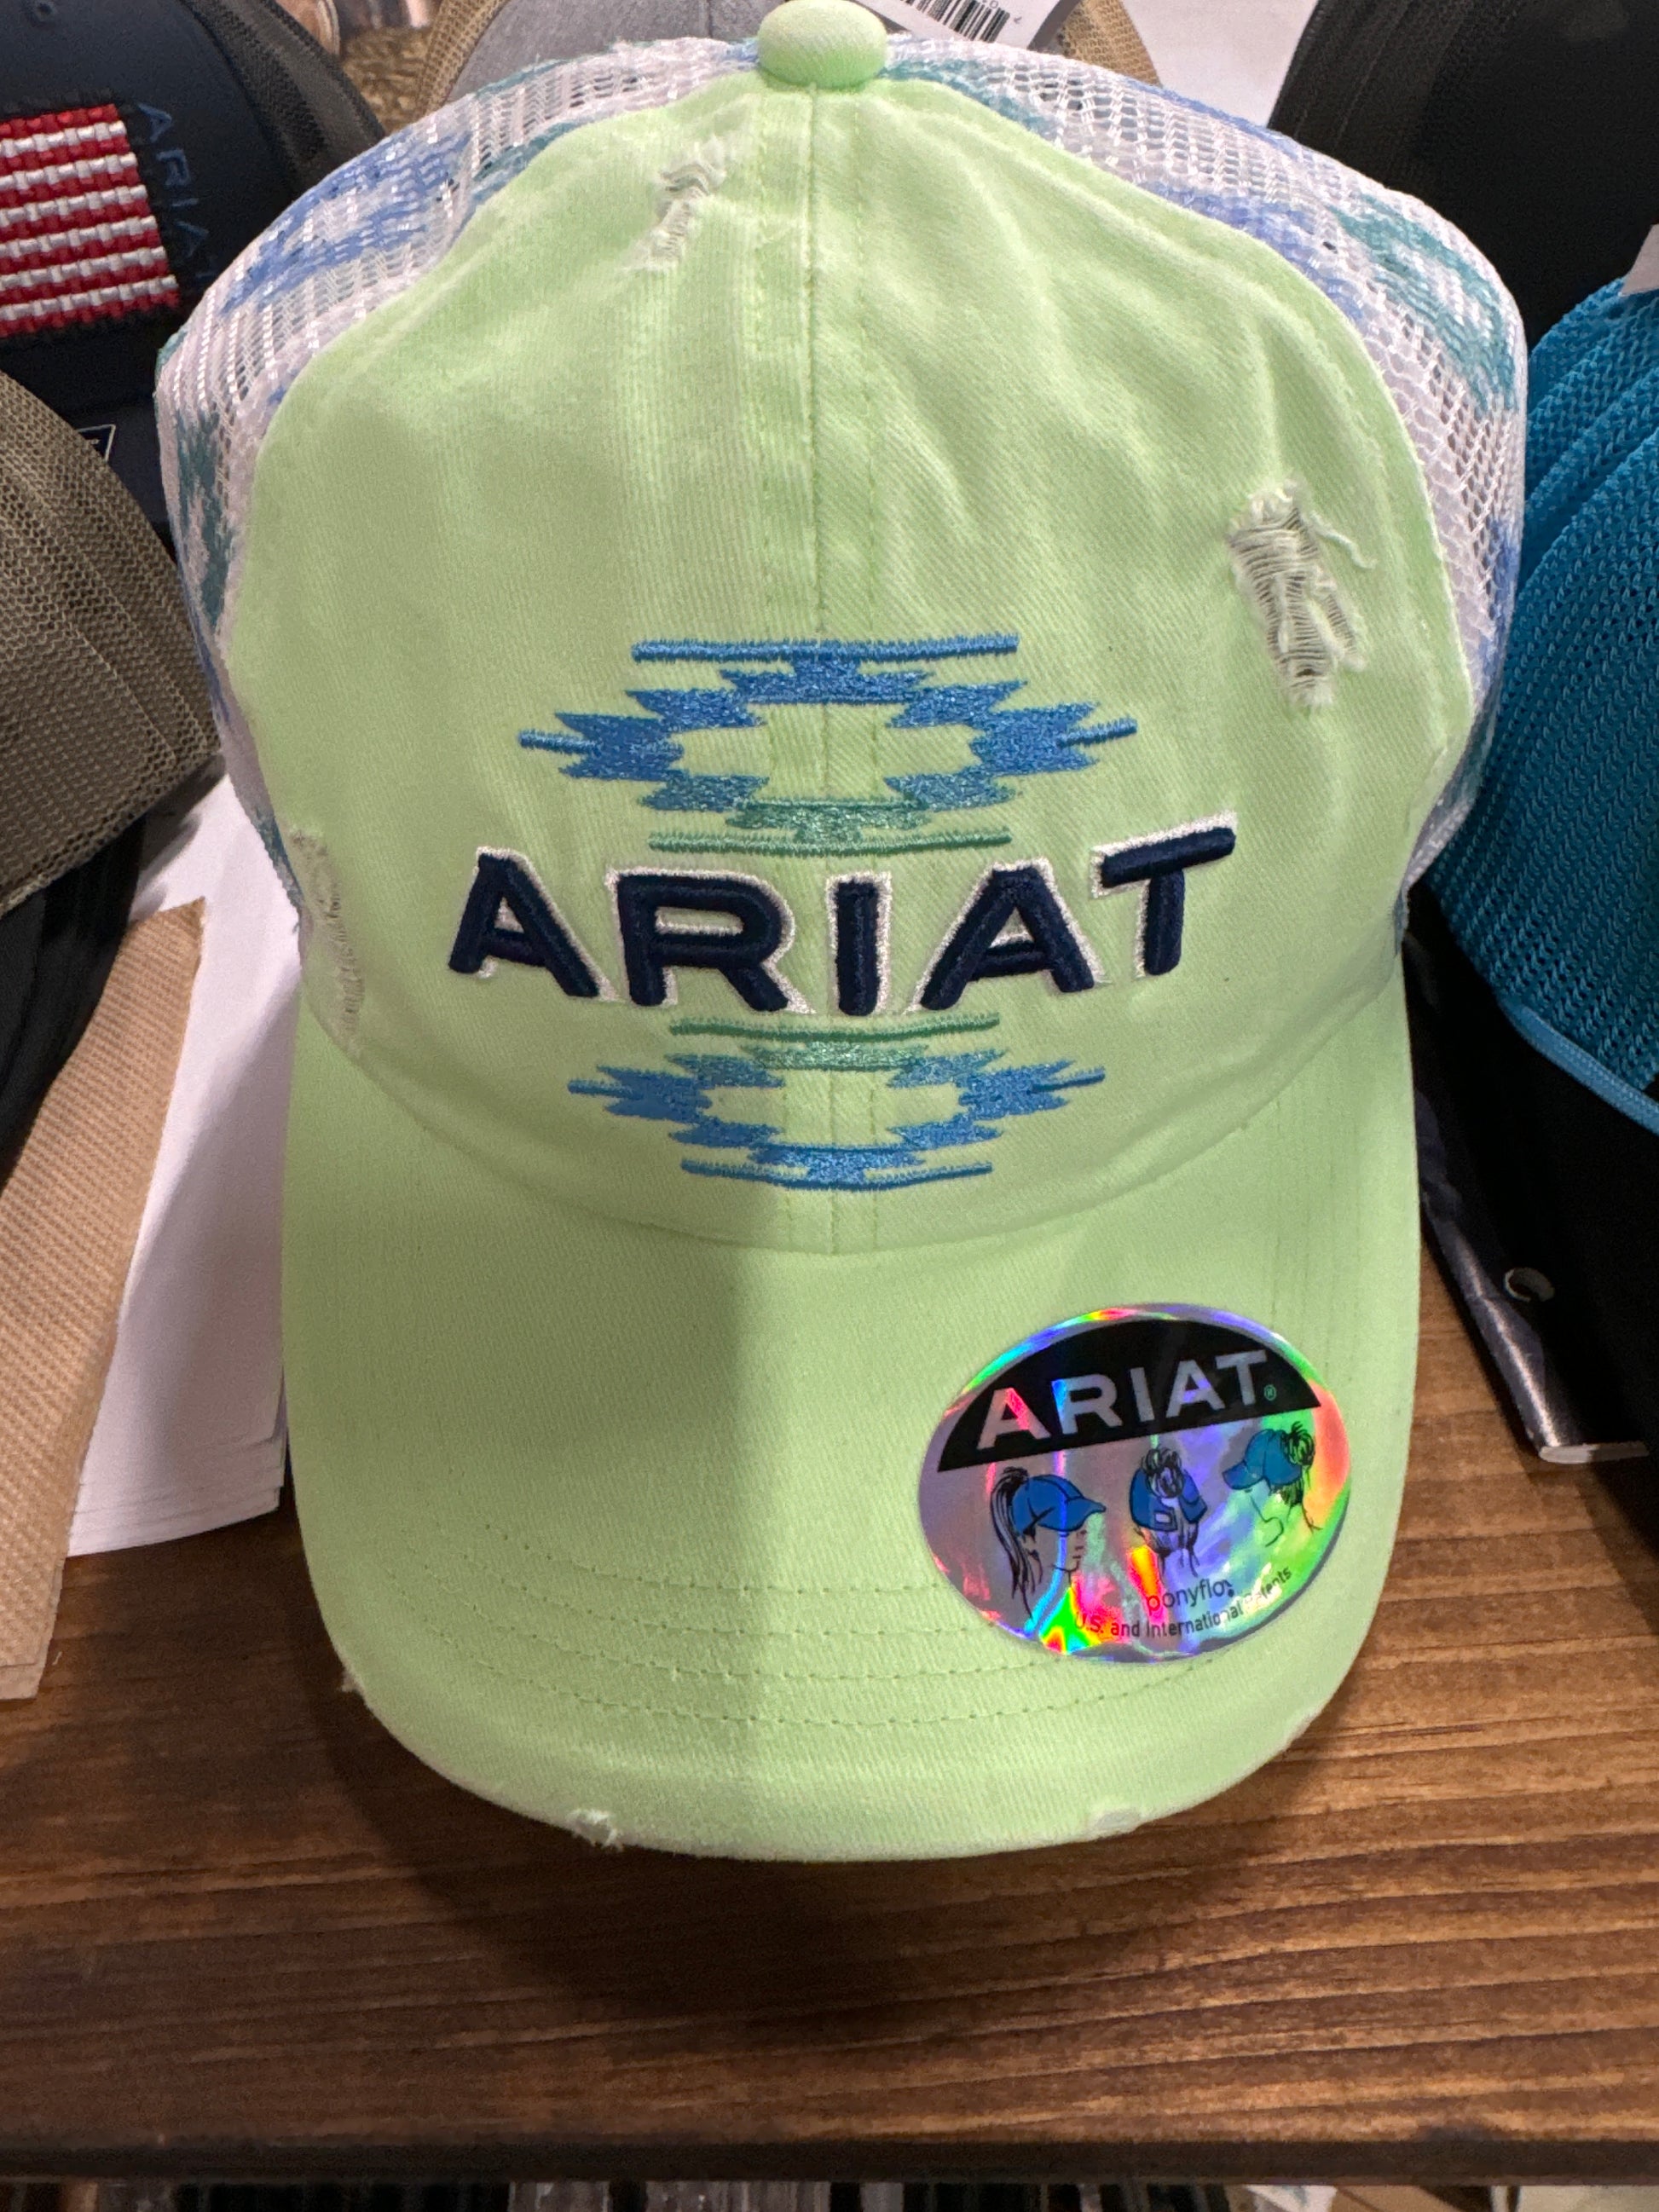 ARIAT
ARIAT
ARIAT®
ponyflo
U.S. and International Patents